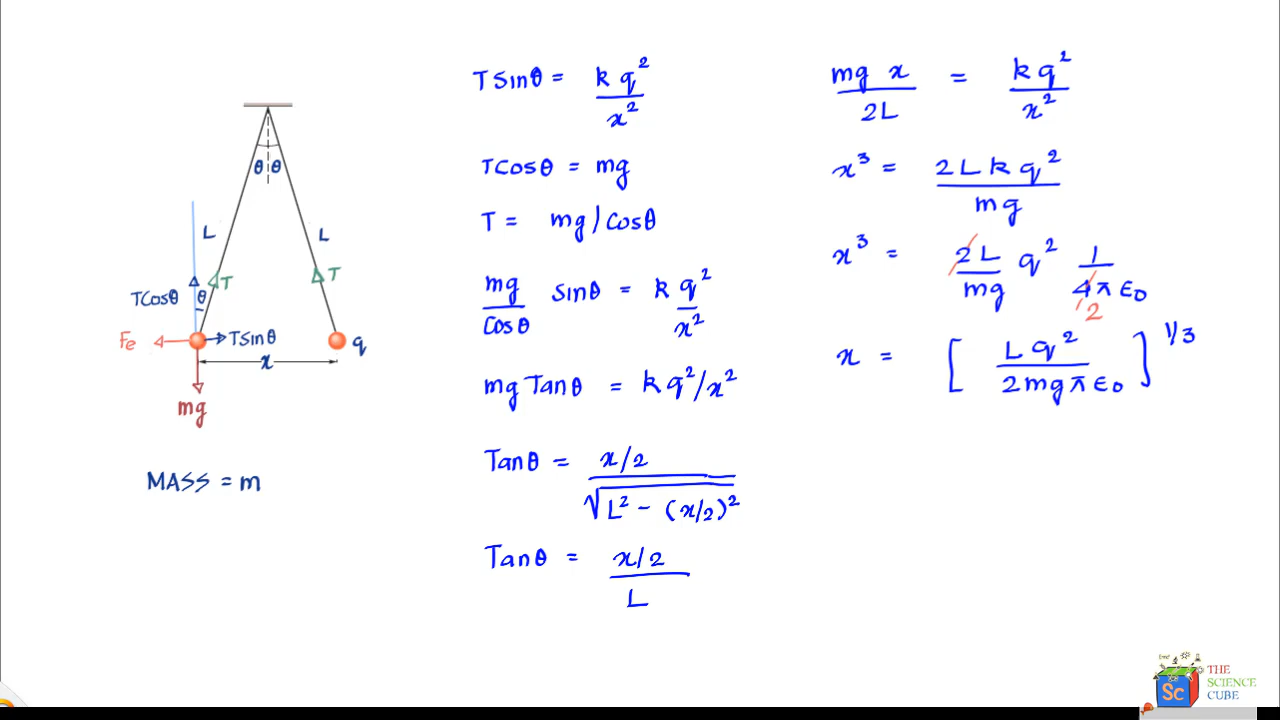 θ θ
L L
T T
TCosθ θ
Fe TSinθ q
x
mg
MASS = m
TSinθ = kq²/x²
TCosθ = mg
T = mg/Cosθ
mg/Cosθ Sinθ = k q²/x²
mg Tanθ = kq²/x²
Tanθ = x/2 / √L² - (x/2)²
Tanθ = x/2 / L
mg x / 2L = kq²/x²
x³ = 2Lkq² / mg
x³ = 2L/mg q² 1/4πε0
2
x = [Lq² / 2mgπε0]^1/3
Sc
THE
SCIENCE
CUBE